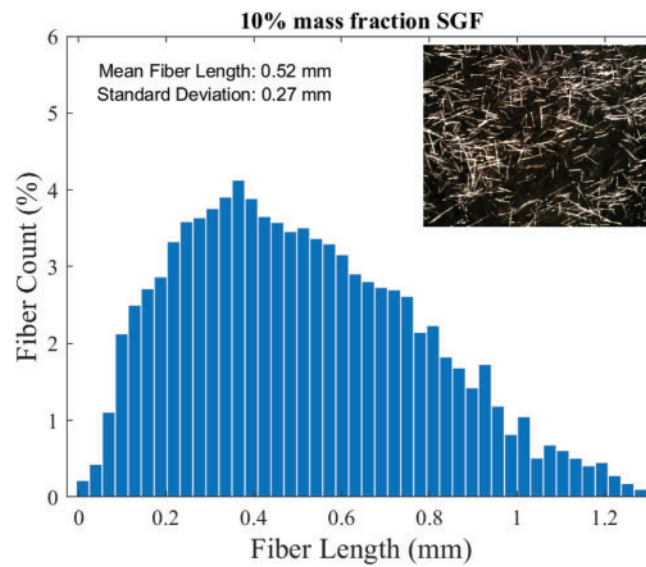 10% mass fraction SGF
Mean Fiber Length: 0.52 mm
Standard Deviation: 0.27 mm
6
5
4
3
2
1
0
Fiber Count (%)
0
0.2
0.4
0.6
0.8
1
1.2
Fiber Length (mm)